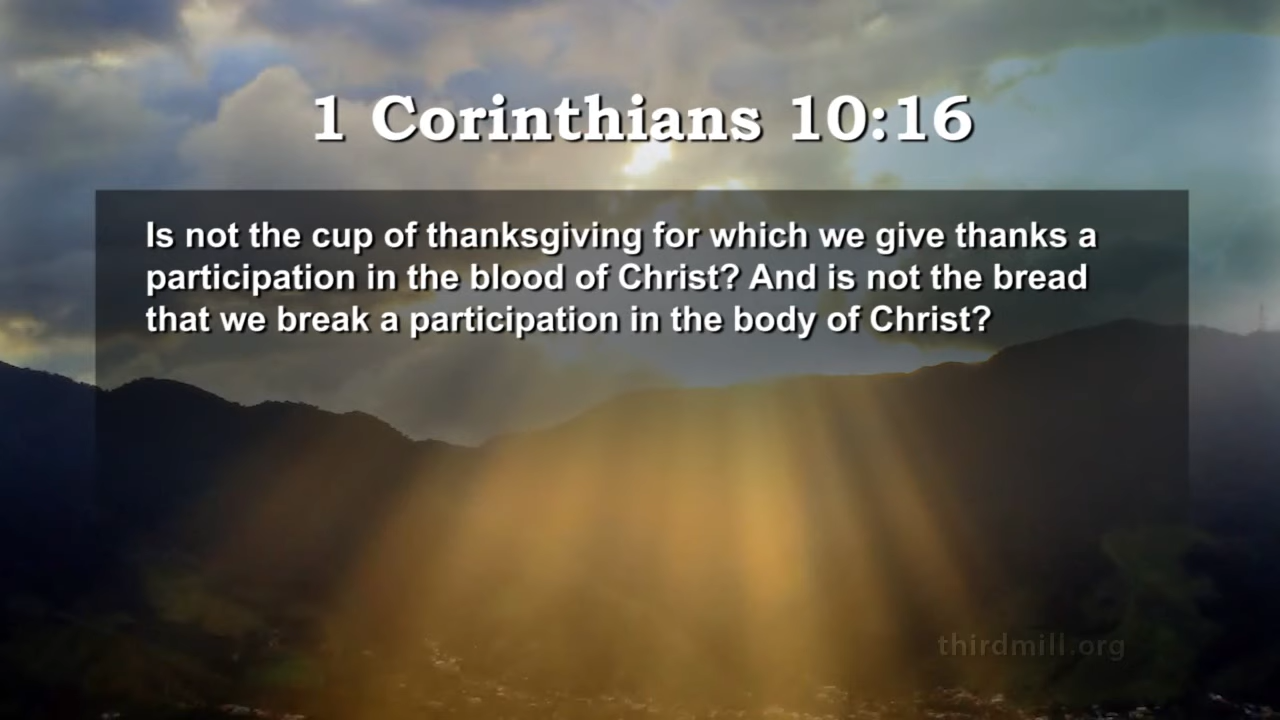 1 Corinthians 10:16
Is not the cup of thanksgiving for which we give thanks a
participation in the blood of Christ? And is not the bread
that we break a participation in the body of Christ?
thirdmill.org